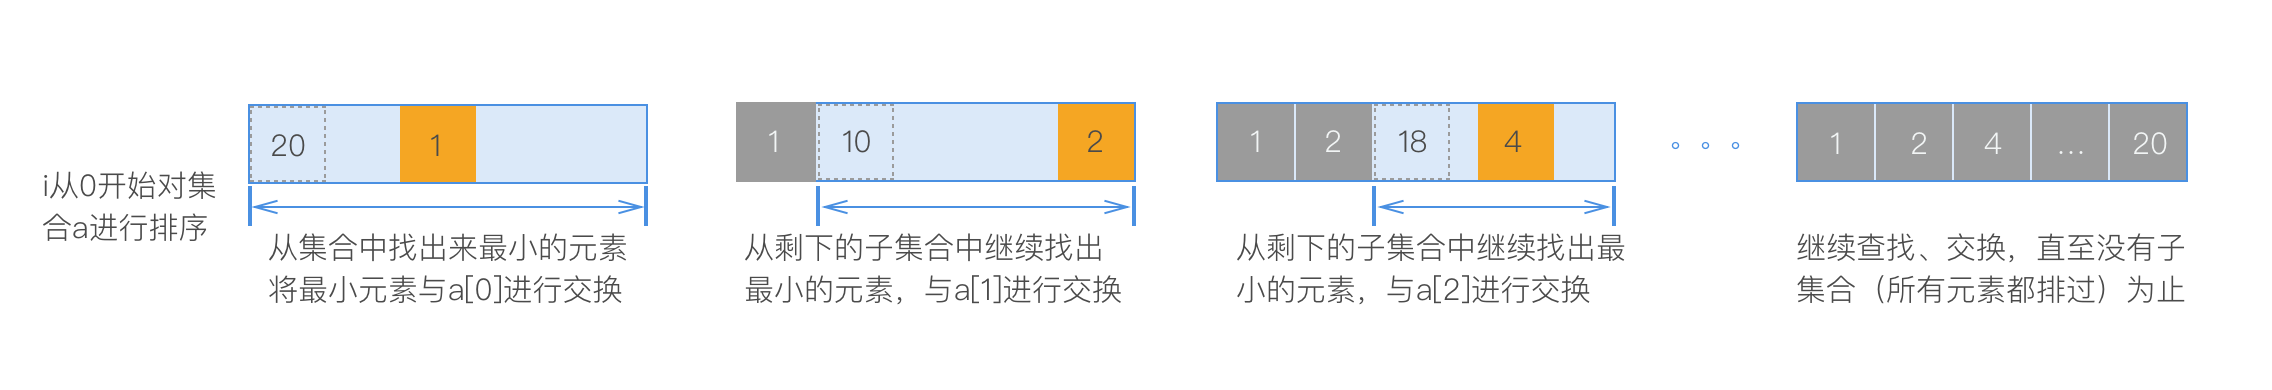 i从0开始对集
合a进行排序
20 1
从集合中找出来最小的元素
将最小元素与a[0]进行交换
1 10 2
从剩下的子集合中继续找出
最小的元素，与a[1]进行交换
1 2 18 4
从剩下的子集合中继续找出最
小的元素，与a[2]进行交换
1 2 4 ... 20
继续查找、交换，直至没有子
集合（所有元素都排过）为止